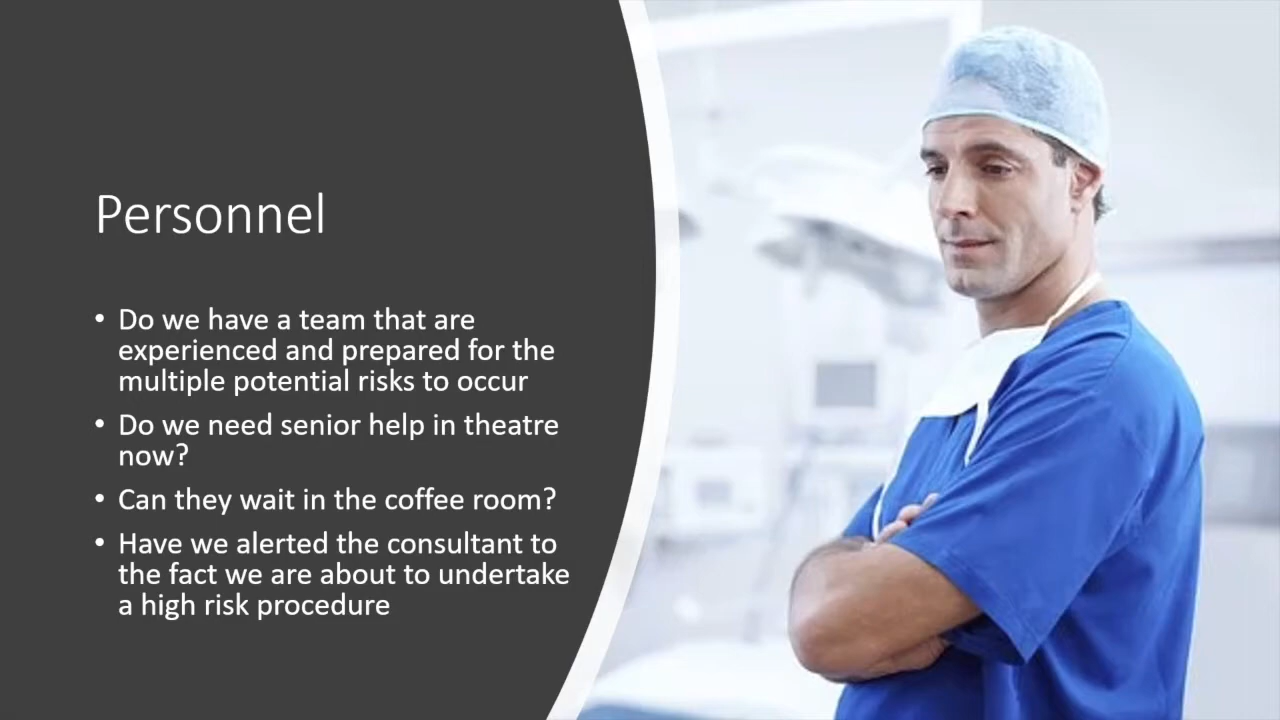 Personnel
• Do we have a team that are
experienced and prepared for the
multiple potential risks to occur
• Do we need senior help in theatre
now?
• Can they wait in the coffee room?
• Have we alerted the consultant to
the fact we are about to undertake
a high risk procedure